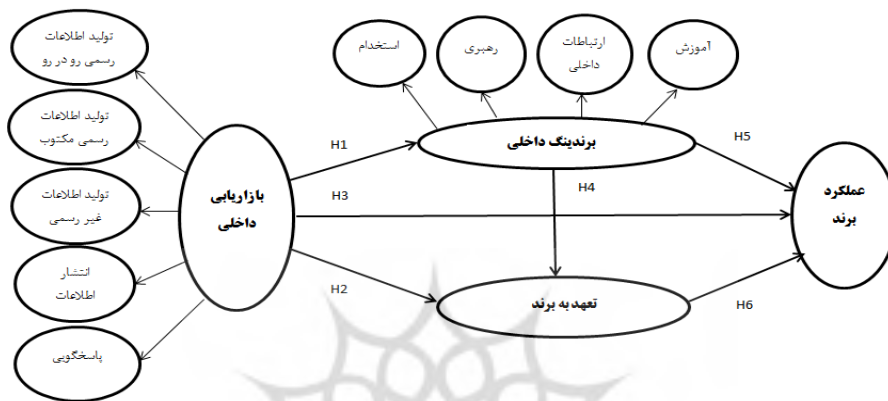 تولید اطلاعات
رسمی رو در رو
تولید اطلاعات
رسمی مکتوب
تولید اطلاعات
غیر رسمی
انتشار
اطلاعات
پاسخگویی
بازاریابی
داخلی
استخدام
رهبری
ارتباطات
داخلی
آموزش
برندینگ داخلی
تعهد به برند
عملکرد
برند
H1
H2
H3
H4
H5
H6